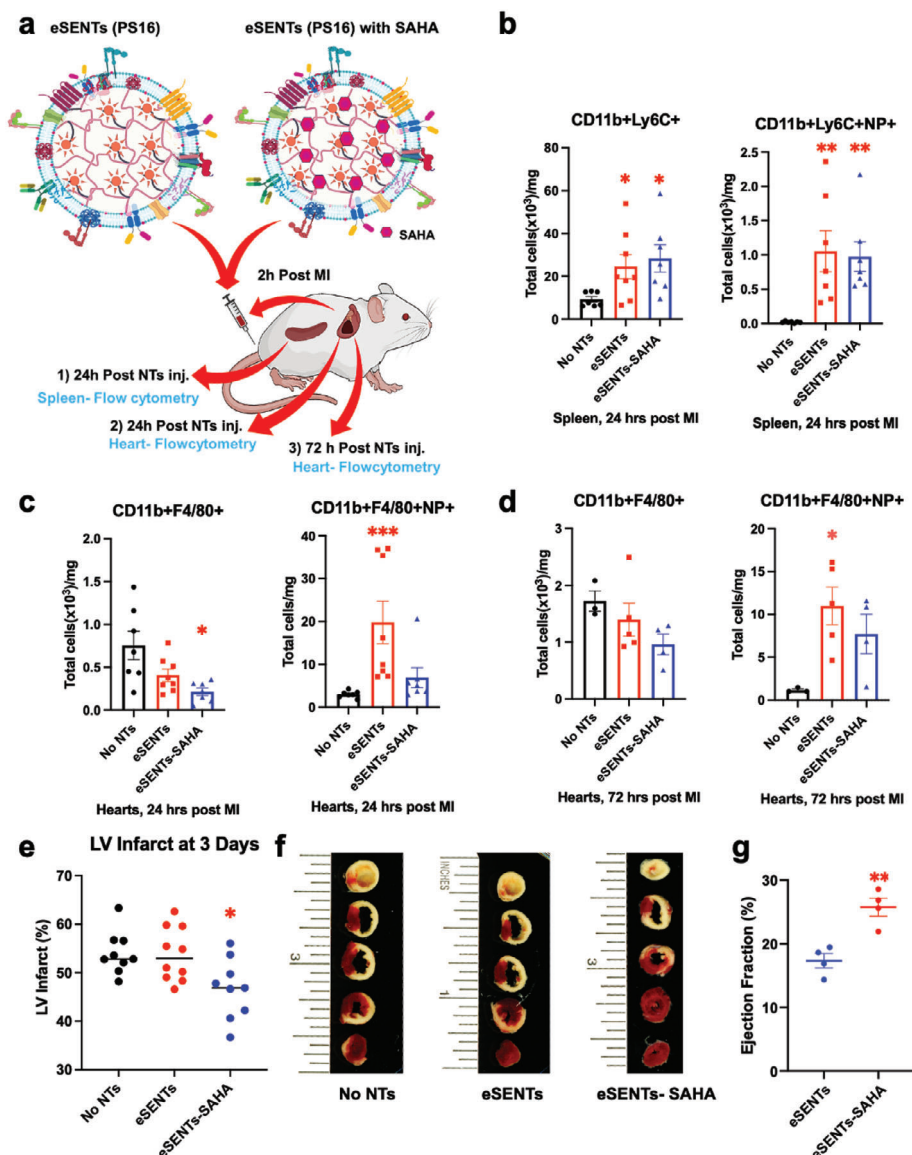 a
eSENTs (PS16)
eSENTs (PS16) with SAHA
SAHA
2h Post MI
1) 24h Post NTs inj.
Spleen- Flow cytometry
2) 24h Post NTs inj.
Heart- Flowcytometry
3) 72 h Post NTs inj.
Heart- Flowcytometry
b
CD11b+Ly6C+
Total cells(x10³)/mg
80
60
40
20
0
*
*
No NTs
eSENTs
eSENTs-SAHA
Spleen, 24 hrs post MI
CD11b+Ly6C+NP+
Total cells(x10³)/mg
2.5
2.0
1.5
1.0
0.5
0.0
**
**
No NTs
eSENTs
eSENTs-SAHA
Spleen, 24 hrs post MI
c
CD11b+F4/80+
Total cells(x10³)/mg
2.0
1.5
1.0
0.5
0.0
*
No NTs
eSENTs
eSENTs-SAHA
Hearts, 24 hrs post MI
CD11b+F4/80+NP+
Total cells/mg
40
30
20
10
0
***
No NTs
eSENTs
eSENTs-SAHA
Hearts, 24 hrs post MI
d
CD11b+F4/80+
Total cells(x10³)/mg
3
2
1
0
No NTs
eSENTs
eSENTs-SAHA
Hearts, 72 hrs post MI
CD11b+F4/80+NP+
Total cells/mg
20
15
10
5
0
*
No NTs
eSENTs
eSENTs-SAHA
Hearts, 72 hrs post MI
e
LV Infarct at 3 Days
LV Infarct (%)
70
60
50
40
30
*
No NTs
eSENTs
eSENTs-SAHA
f
3
INCHES
1
3
No NTs
eSENTs
eSENTs- SAHA
g
Ejection Fraction (%)
30
20
10
0
**
eSENTs
eSENTs-SAHA